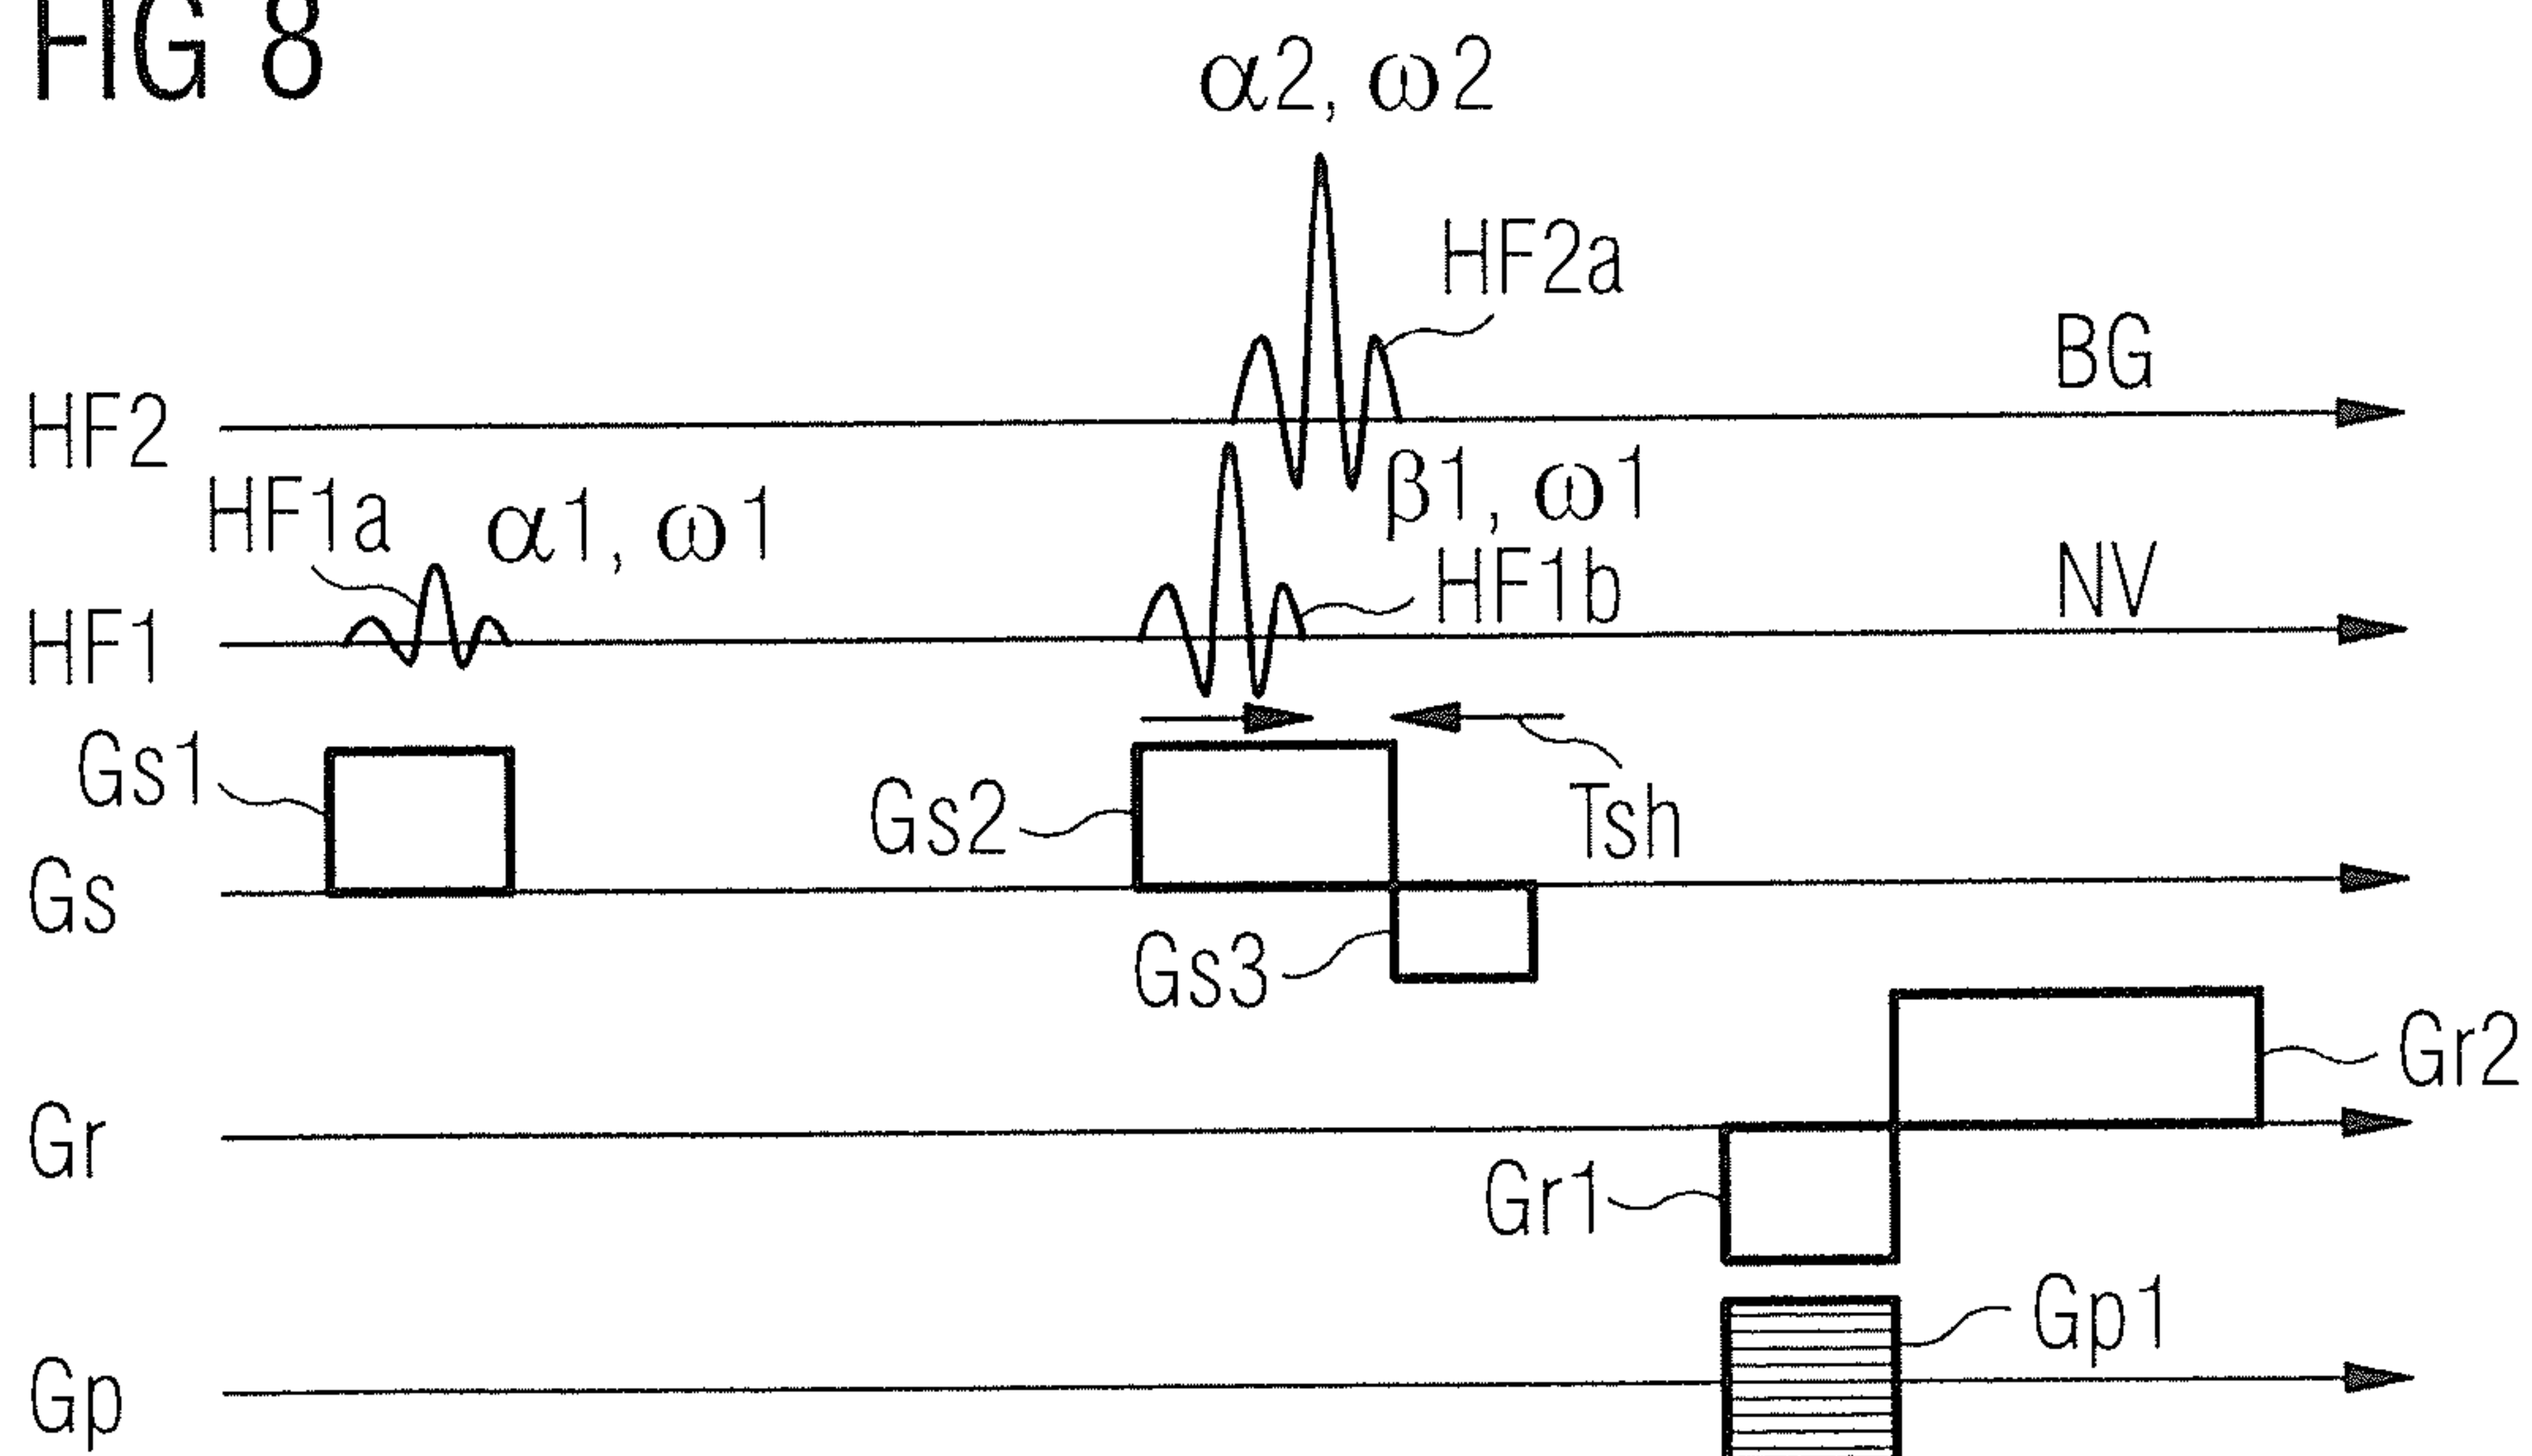 FIG 8
α2, ω2
HF2a
BG
HF2
HF1a
α1, ω1
β1, ω1
HF1b
NV
HF1
Gs1
Gs2
Tsh
Gs
Gs3
Gr2
Gr
Gr1
Gp1
Gp